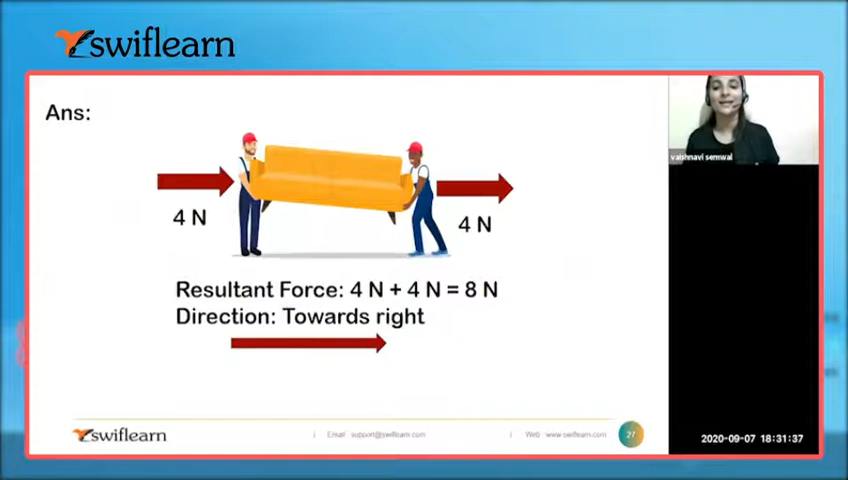 swiflearn
Ans:
vaishnavi semwal
4 N
4 N
Resultant Force: 4 N + 4 N = 8 N
Direction: Towards right
swiflearn
| Email : support@swiflearn.com
| Web : www.swiflearn.com
27
2020-09-07 18:31:37